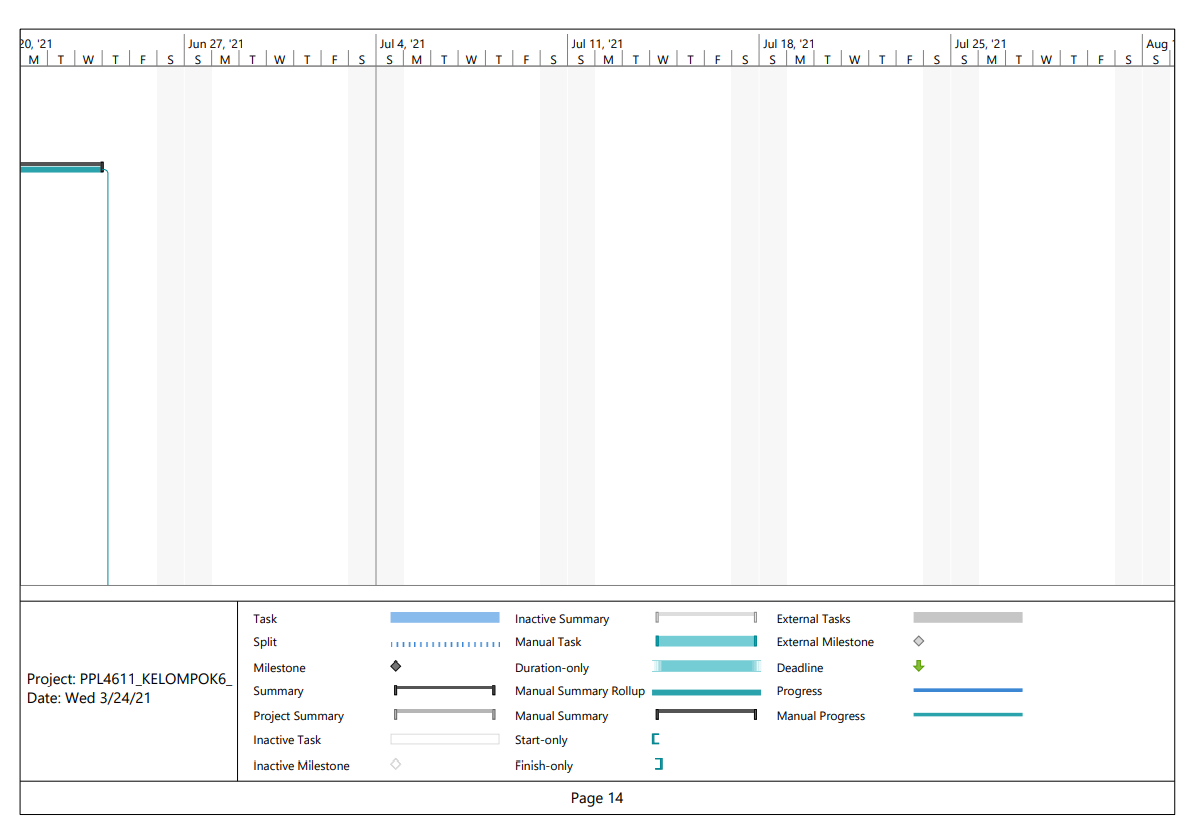 20, '21 Jun 27, '21 Jul 4, '21 Jul 11, '21 Jul 18, '21 Jul 25, '21 Aug
M T W T F S S M T W T F S S M T W T F S S M T W T F S S M T W T F S S M T W T F S S
Task Inactive Summary External Tasks
Split Manual Task External Milestone
Milestone Duration-only Deadline
Summary Manual Summary Rollup Progress
Project Summary Manual Summary Manual Progress
Inactive Task Start-only
Inactive Milestone Finish-only
Project: PPL4611_KELOMPOK6_
Date: Wed 3/24/21
Page 14